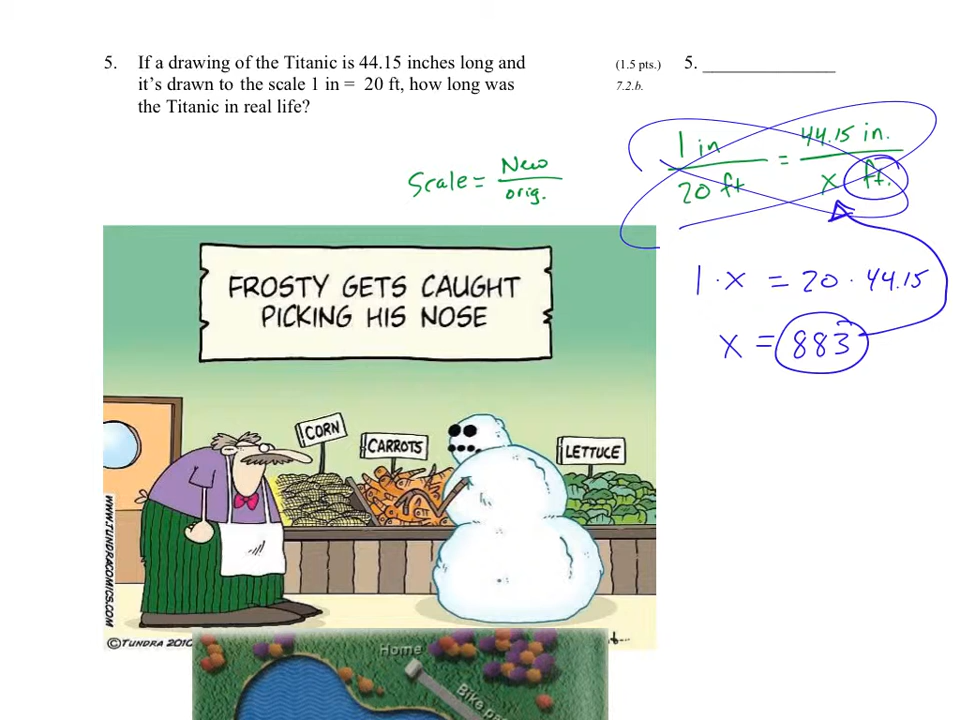 5. If a drawing of the Titanic is 44.15 inches long and
it's drawn to the scale 1 in = 20 ft, how long was
the Titanic in real life?
(1.5 pts.)
7.2.b.
5. ______________
Scale = New / orig.
1 in / 20 ft = 44.15 in. / x ft.
1 · x = 20 · 44.15
x = 883
FROSTY GETS CAUGHT
PICKING HIS NOSE
CORN
CARROTS
LETTUCE
WWW.TUNDRACOMICS.COM
©TUNDRA 2010
Home
Bike pa